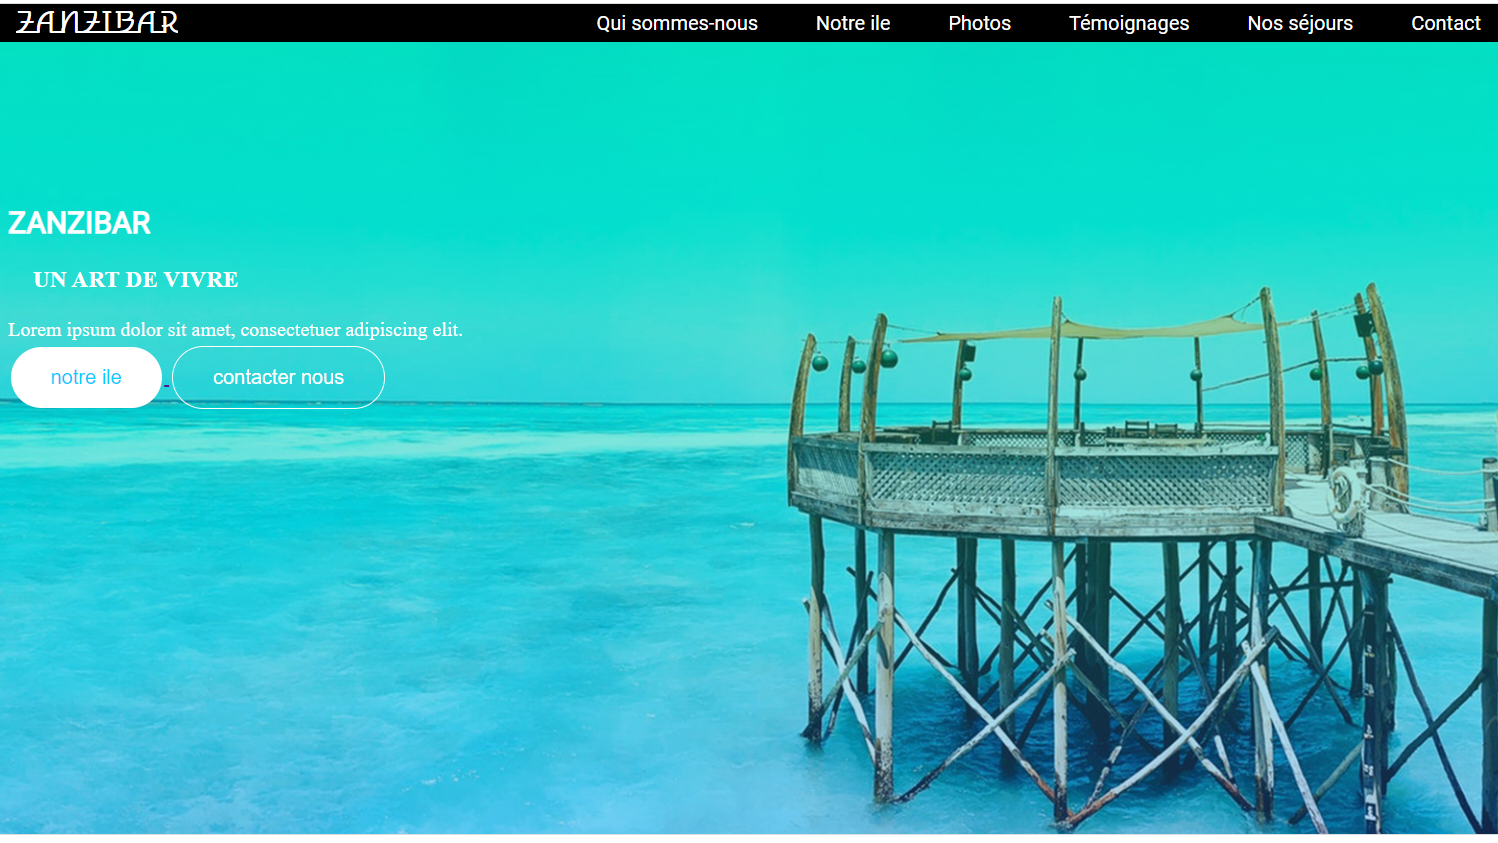 ZANZIBAR
Qui sommes-nous
Notre ile
Photos
Témoignages
Nos séjours
Contact
ZANZIBAR
UN ART DE VIVRE
Lorem ipsum dolor sit amet, consectetuer adipiscing elit.
notre ile
contacter nous